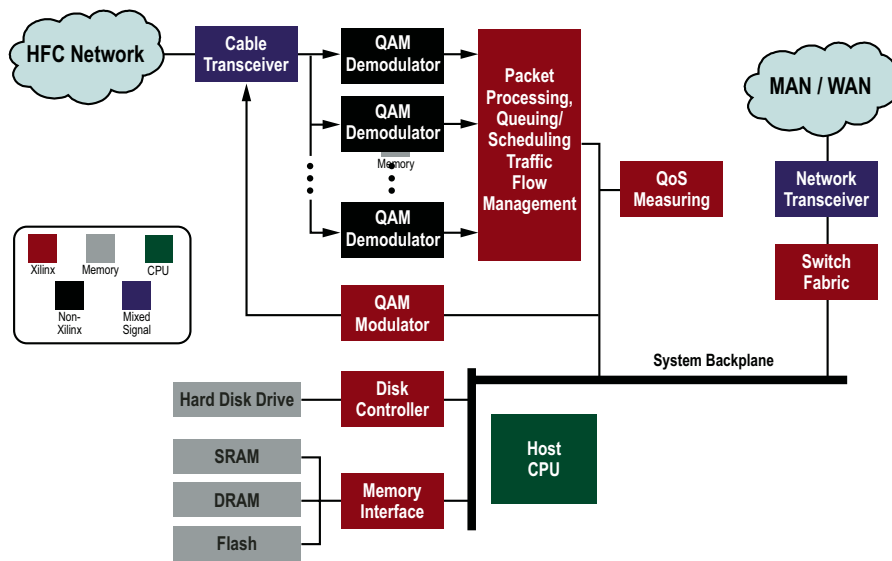 HFC Network
Cable
Transceiver
QAM
Demodulator
QAM
Demodulator
Memory
QAM
Demodulator
Packet
Processing,
Queuing/
Scheduling
Traffic
Flow
Management
QoS
Measuring
MAN / WAN
Network
Transceiver
Switch
Fabric
Xilinx
Memory
CPU
Non-
Xilinx
Mixed
Signal
QAM
Modulator
System Backplane
Hard Disk Drive
Disk
Controller
SRAM
DRAM
Flash
Memory
Interface
Host
CPU